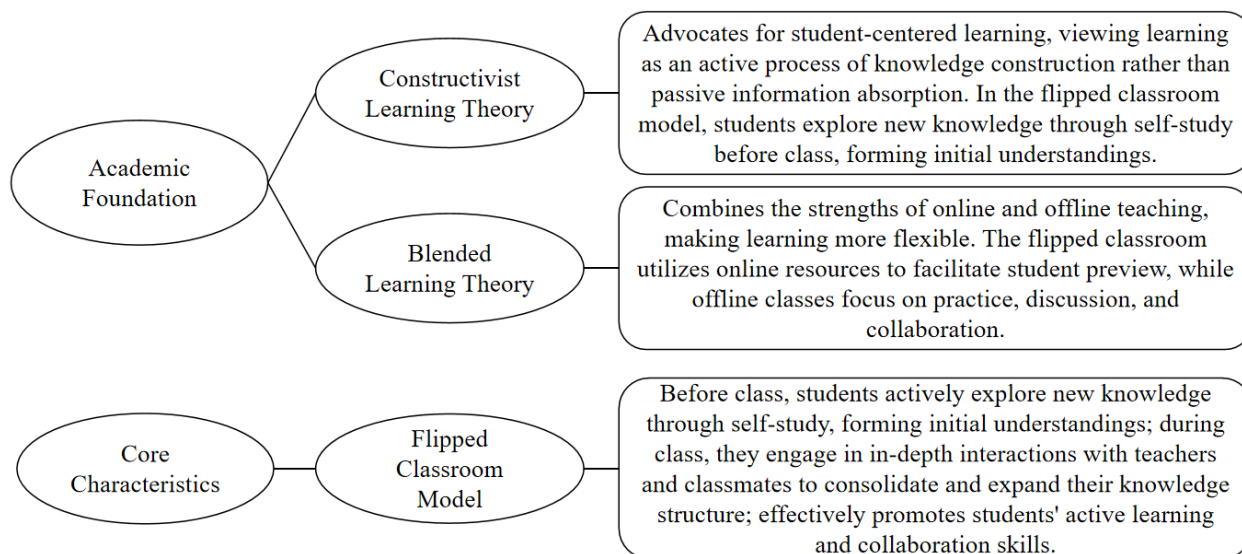 Academic
Foundation
Constructivist
Learning Theory
Advocates for student-centered learning, viewing learning
as an active process of knowledge construction rather than
passive information absorption. In the flipped classroom
model, students explore new knowledge through self-study
before class, forming initial understandings.
Blended
Learning Theory
Combines the strengths of online and offline teaching,
making learning more flexible. The flipped classroom
utilizes online resources to facilitate student preview, while
offline classes focus on practice, discussion, and
collaboration.
Core
Characteristics
Flipped
Classroom
Model
Before class, students actively explore new knowledge
through self-study, forming initial understandings; during
class, they engage in in-depth interactions with teachers
and classmates to consolidate and expand their knowledge
structure; effectively promotes students' active learning
and collaboration skills.